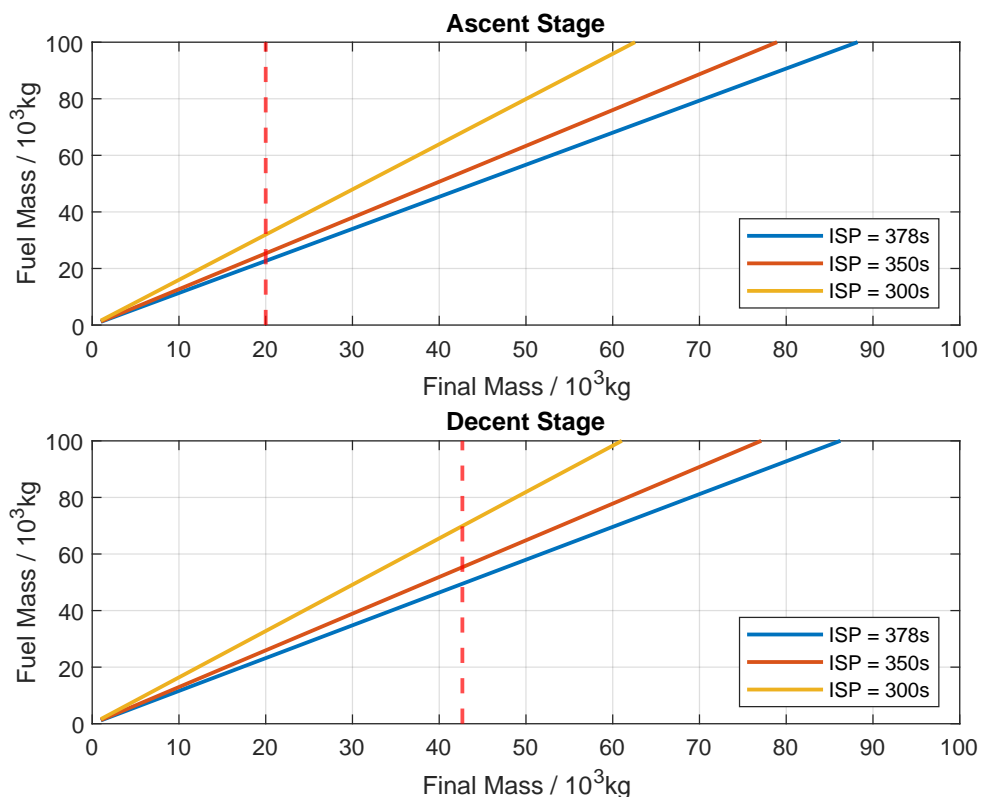 Ascent Stage
100
80
60
40
20
0
Fuel Mass / 10³kg
ISP = 378s
ISP = 350s
ISP = 300s
0 10 20 30 40 50 60 70 80 90 100
Final Mass / 10³kg
Decent Stage
100
80
60
40
20
0
Fuel Mass / 10³kg
ISP = 378s
ISP = 350s
ISP = 300s
0 10 20 30 40 50 60 70 80 90 100
Final Mass / 10³kg